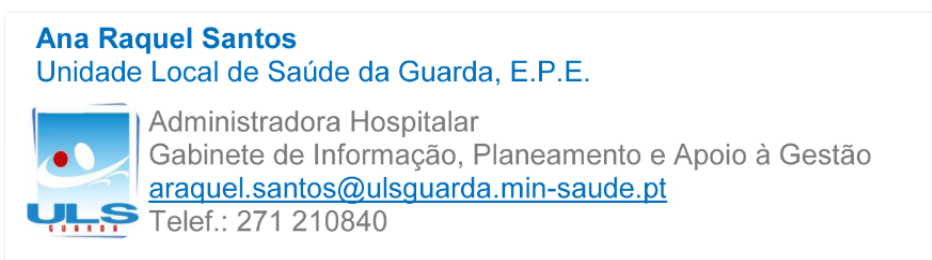 Ana Raquel Santos
Unidade Local de Saúde da Guarda, E.P.E.
Administradora Hospitalar
Gabinete de Informação, Planeamento e Apoio à Gestão
araquel.santos@ulsguarda.min-saude.pt
ULS
GUARDA
Telef.: 271 210840